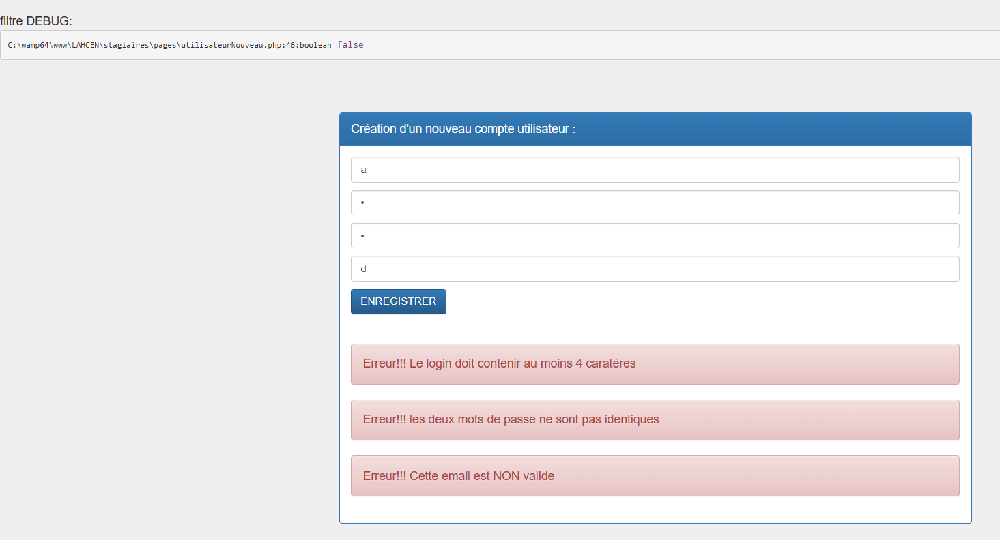 filtre DEBUG:
C:\wamp64\www\LAHCEN\stagiaires\pages\utilisateurNouveau.php:46:boolean false
Création d'un nouveau compte utilisateur :
a
•
•
d
ENREGISTRER
Erreur!!! Le login doit contenir au moins 4 caratères
Erreur!!! les deux mots de passe ne sont pas identiques
Erreur!!! Cette email est NON valide